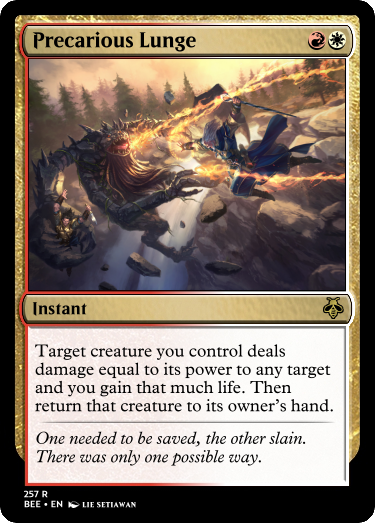 Precarious Lunge
Instant
Target creature you control deals
damage equal to its power to any target
and you gain that much life. Then
return that creature to its owner's hand.
One needed to be saved, the other slain.
There was only one possible way.
257 R
BEE • EN LIE SETIAWAN